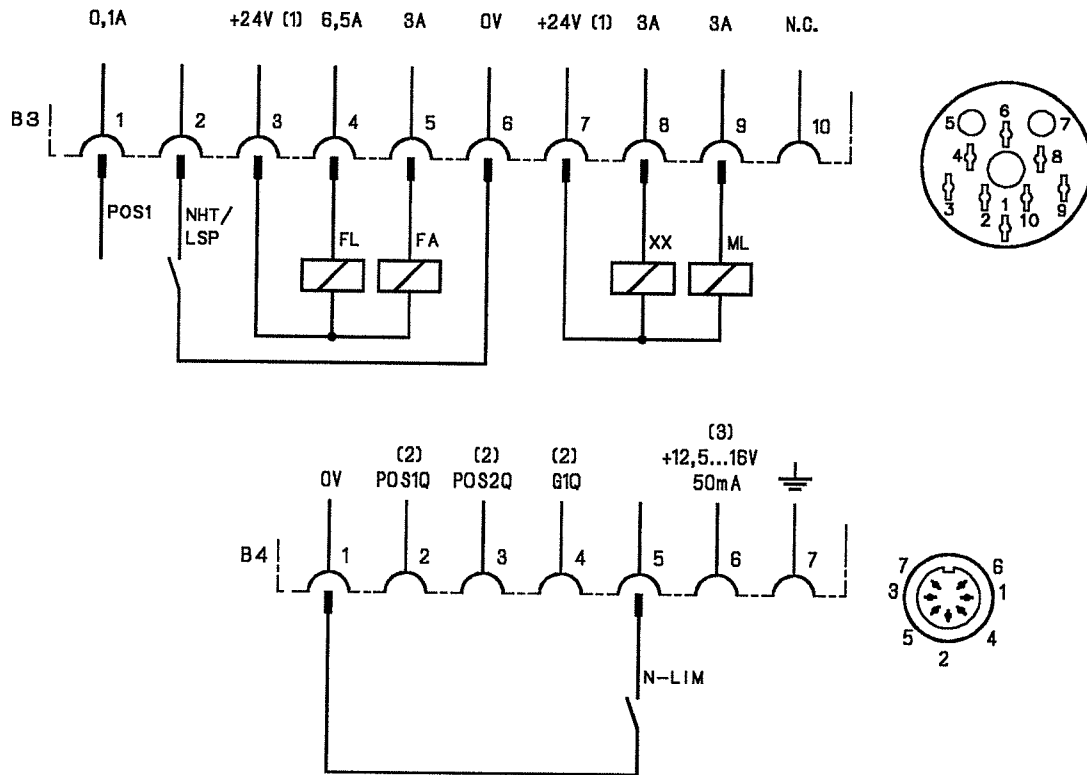 0,1A +24V (1) 6,5A 3A 0V +24V (1) 3A 3A N.C.
B3 1 2 3 4 5 6 7 8 9 10
POS1 NHT/ FL FA XX ML
LSP
6
5 7
4 8
3 2 1 10 9
(2) (2) (2) (3)
0V POS1Q POS2Q G1Q +12,5...16V
50mA
B4 1 2 3 4 5 6 7
N-LIM
7 6
3 1
5 4
2